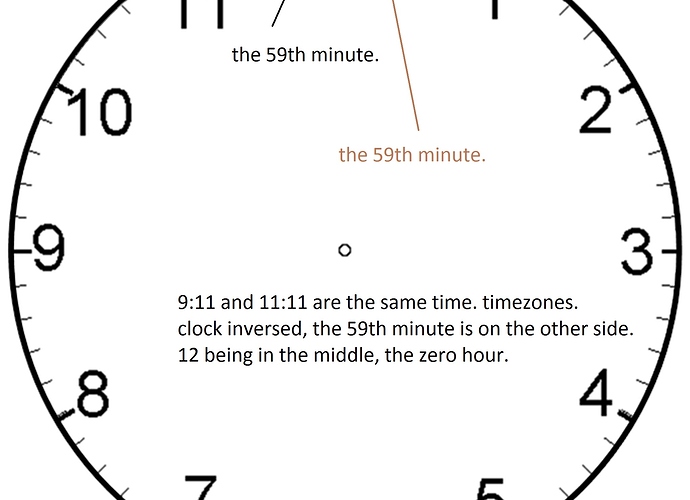 11 1
the 59th minute.
10 2
the 59th minute.
9 3
9:11 and 11:11 are the same time. timezones.
clock inversed, the 59th minute is on the other side.
12 being in the middle, the zero hour.
8 4
7 5